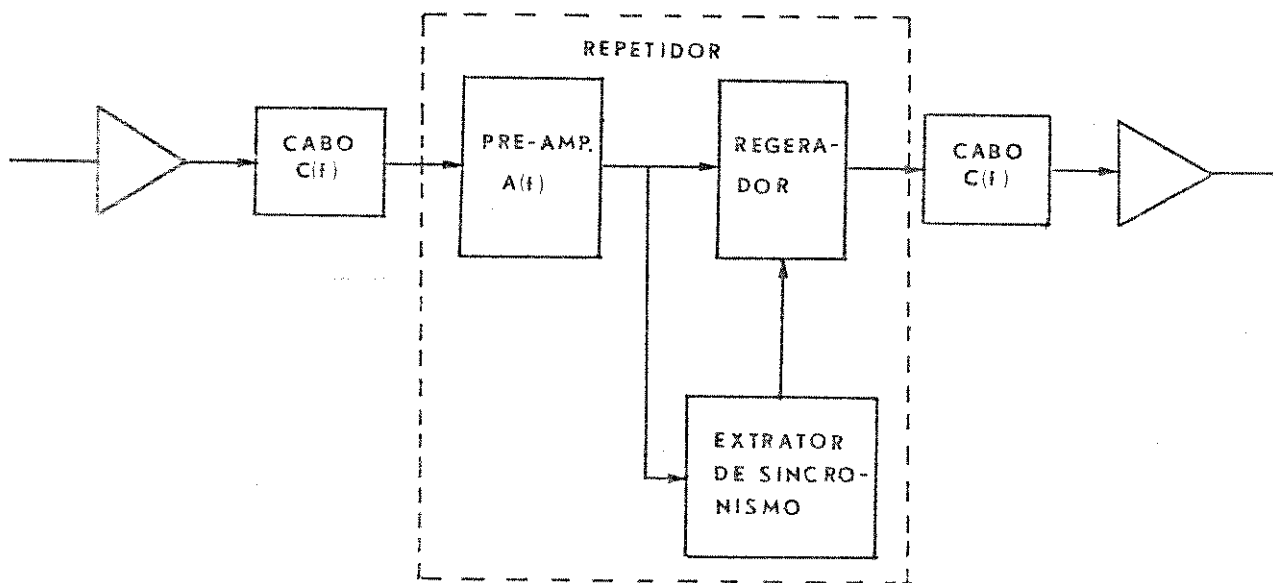 REPETIDOR
CABO
C(f)
PRE-AMP.
A(f)
REGERA-
DOR
CABO
C(f)
EXTRATOR
DE SINCRO-
NISMO